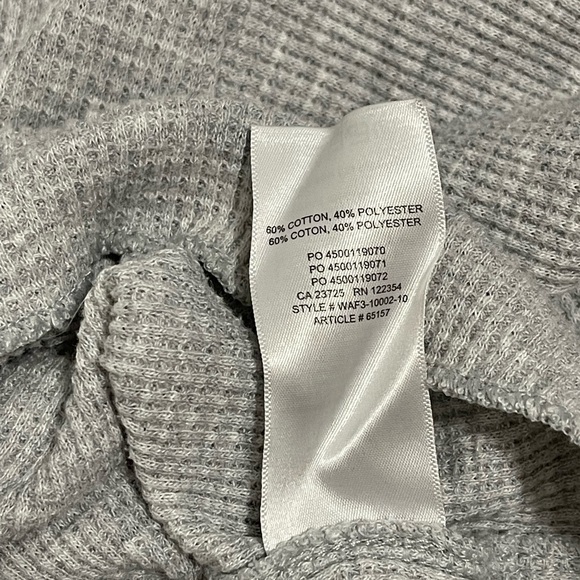 60% COTTON, 40% POLYESTER
60% COTON, 40% POLYESTER
PO 4500119070
PO 4500119071
PO 4500119072
CA 23725 RN 122354
STYLE # WAF3-10002-10
ARTICLE # 65157